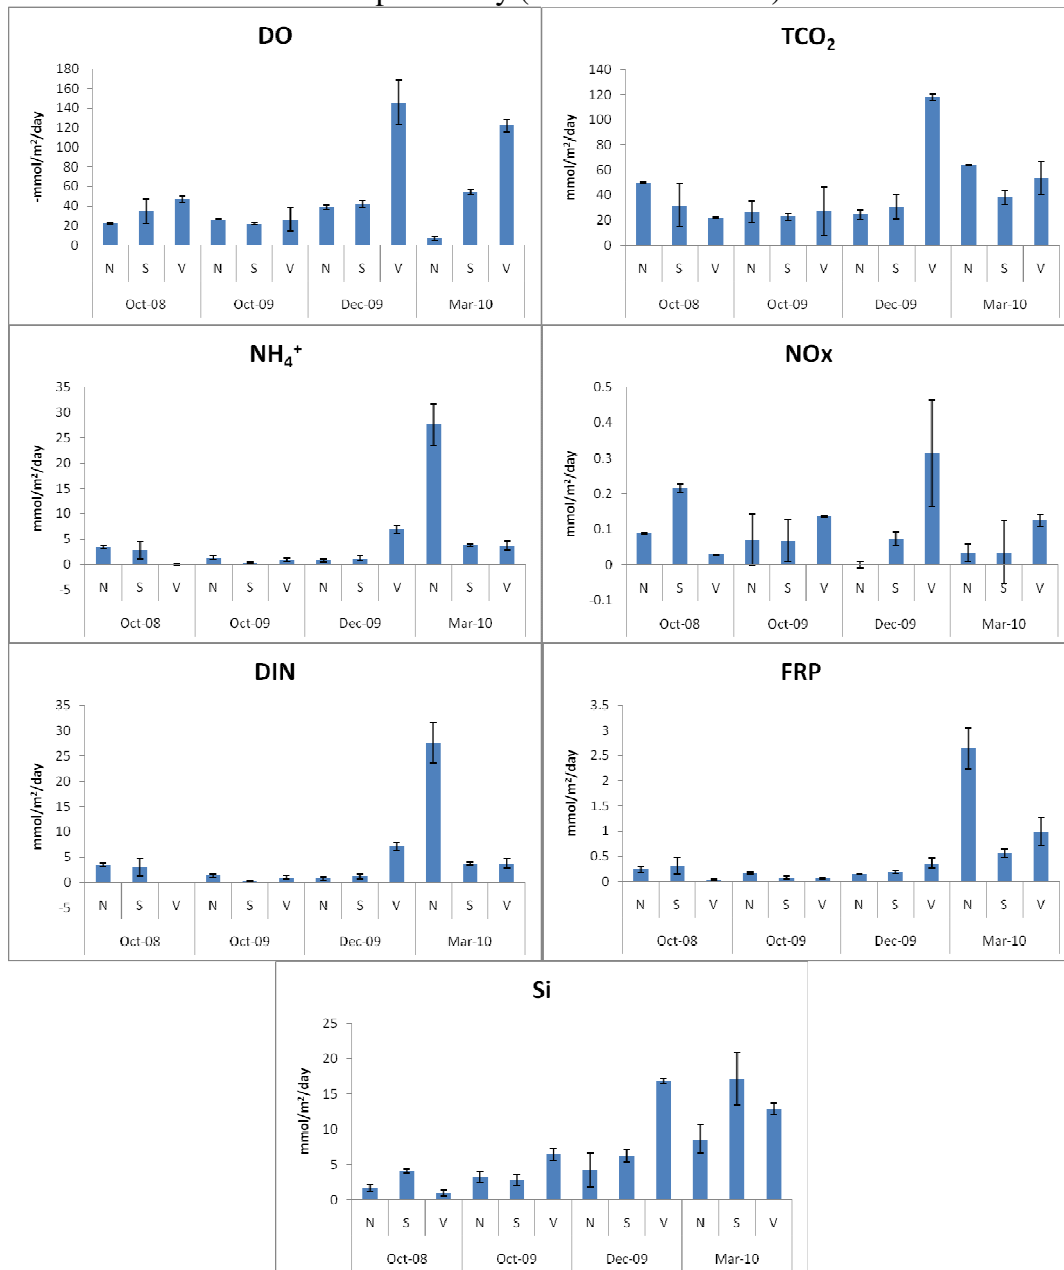 DO
-mmol/m²/day
180
160
140
120
100
80
60
40
20
0
N S V N S V N S V N S V
Oct-08 Oct-09 Dec-09 Mar-10
TCO₂
mmol/m²/day
140
120
100
80
60
40
20
0
N S V N S V N S V N S V
Oct-08 Oct-09 Dec-09 Mar-10
NH₄⁺
mmol/m²/day
35
30
25
20
15
10
5
0
-5
N S V N S V N S V N S V
Oct-08 Oct-09 Dec-09 Mar-10
NOx
mmol/m²/day
0.5
0.4
0.3
0.2
0.1
0
-0.1
N S V N S V N S V N S V
Oct-08 Oct-09 Dec-09 Mar-10
DIN
mmol/m²/day
35
30
25
20
15
10
5
0
-5
N S V N S V N S V N S V
Oct-08 Oct-09 Dec-09 Mar-10
FRP
mmol/m²/day
3.5
3
2.5
2
1.5
1
0.5
0
N S V N S V N S V N S V
Oct-08 Oct-09 Dec-09 Mar-10
Si
mmol/m²/day
25
20
15
10
5
0
N S V N S V N S V N S V
Oct-08 Oct-09 Dec-09 Mar-10